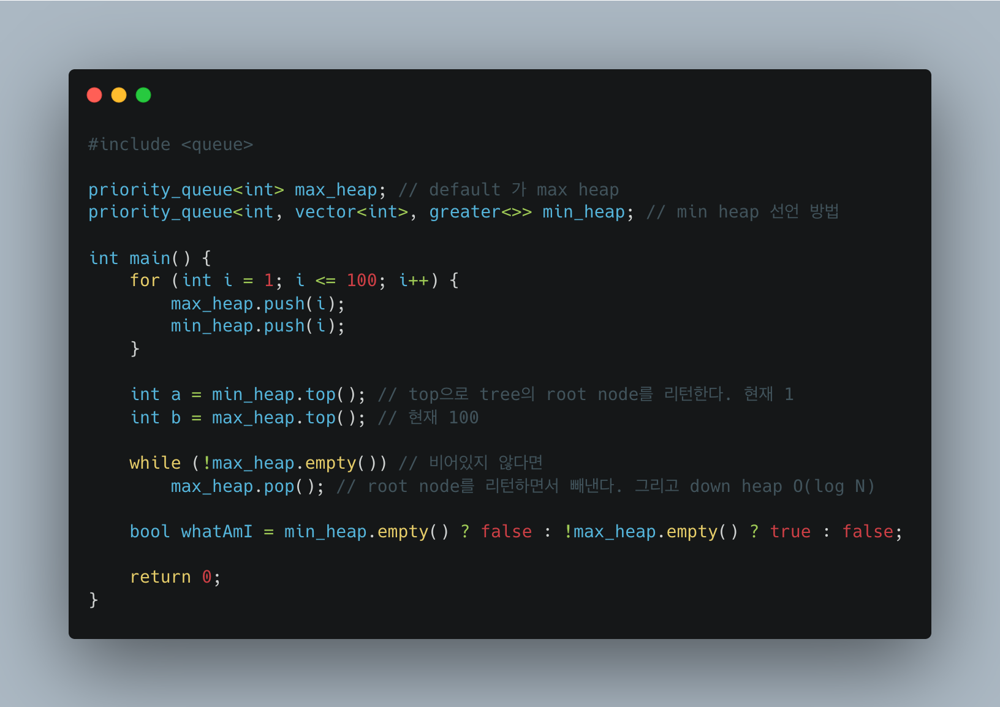 #include <queue>

priority_queue<int> max_heap; // default 가 max heap
priority_queue<int, vector<int>, greater<>> min_heap; // min heap 선언 방법

int main() {
    for (int i = 1; i <= 100; i++) {
        max_heap.push(i);
        min_heap.push(i);
    }

    int a = min_heap.top(); // top으로 tree의 root node를 리턴한다. 현재 1
    int b = max_heap.top(); // 현재 100

    while (!max_heap.empty()) // 비어있지 않다면
        max_heap.pop(); // root node를 리턴하면서 빼낸다. 그리고 down heap O(log N)

    bool whatAmI = min_heap.empty() ? false : !max_heap.empty() ? true : false;

    return 0;
}